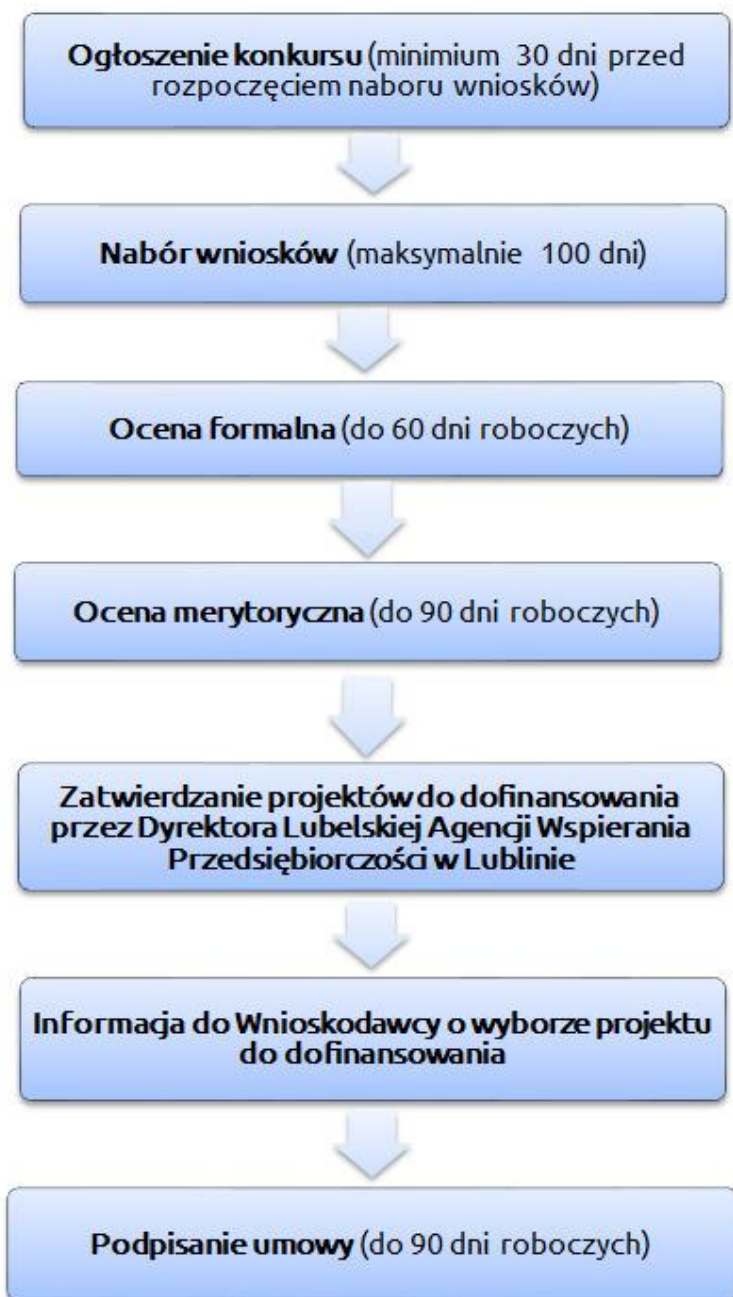 Ogłoszenie konkursu (minimium 30 dni przed
rozpoczęciem naboru wniosków)
Nabór wniosków (maksymalnie 100 dni)
Ocena formalna (do 60 dni roboczych)
Ocena merytoryczna (do 90 dni roboczych)
Zatwierdzanie projektów do dofinansowania
przez Dyrektora Lubelskiej Agencji Wspierania
Przedsiębiorczości w Lublinie
Informacja do Wnioskodawcy o wyborze projektu
do dofinansowania
Podpisanie umowy (do 90 dni roboczych)